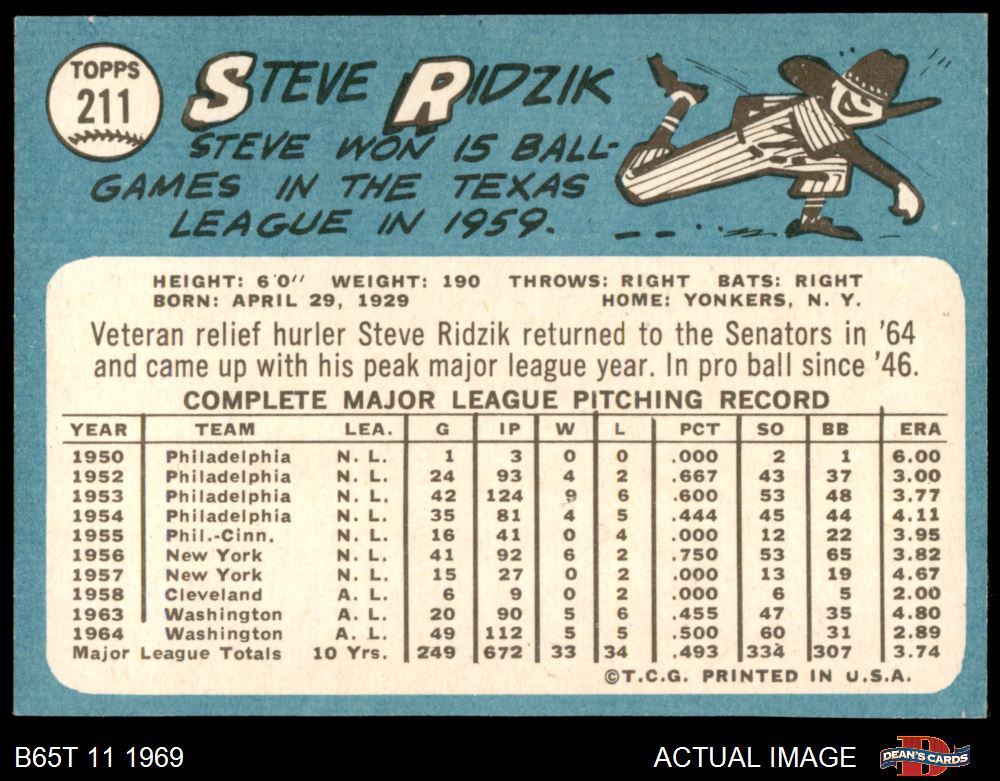 TOPPS
211
STEVE RIDZIK
STEVE WON 15 BALL-
GAMES IN THE TEXAS
LEAGUE IN 1959.
HEIGHT: 6'0" WEIGHT: 190 THROWS: RIGHT BATS: RIGHT
BORN: APRIL 29, 1929 HOME: YONKERS, N. Y.
Veteran relief hurler Steve Ridzik returned to the Senators in '64
and came up with his peak major league year. In pro ball since '46.
COMPLETE MAJOR LEAGUE PITCHING RECORD
YEAR TEAM LEA. G IP W L PCT SO BB ERA
1950 Philadelphia N. L. 1 3 0 0 .000 2 1 6.00
1952 Philadelphia N. L. 24 93 4 2 .667 43 37 3.00
1953 Philadelphia N. L. 42 124 9 6 .600 53 48 3.77
1954 Philadelphia N. L. 35 81 4 5 .444 45 44 4.11
1955 Phil.-Cinn. N. L. 16 41 0 4 .000 12 22 3.95
1956 New York N. L. 41 92 6 2 .750 53 65 3.82
1957 New York N. L. 15 27 0 2 .000 13 19 4.67
1958 Cleveland A. L. 6 9 0 2 .000 6 5 2.00
1963 Washington A. L. 20 90 5 6 .455 47 35 4.80
1964 Washington A. L. 49 112 5 5 .500 60 31 2.89
Major League Totals 10 Yrs. 249 672 33 34 .493 334 307 3.74
©T.C.G. PRINTED IN U.S.A.
B65T 11 1969 ACTUAL IMAGE DEAN'S CARDS